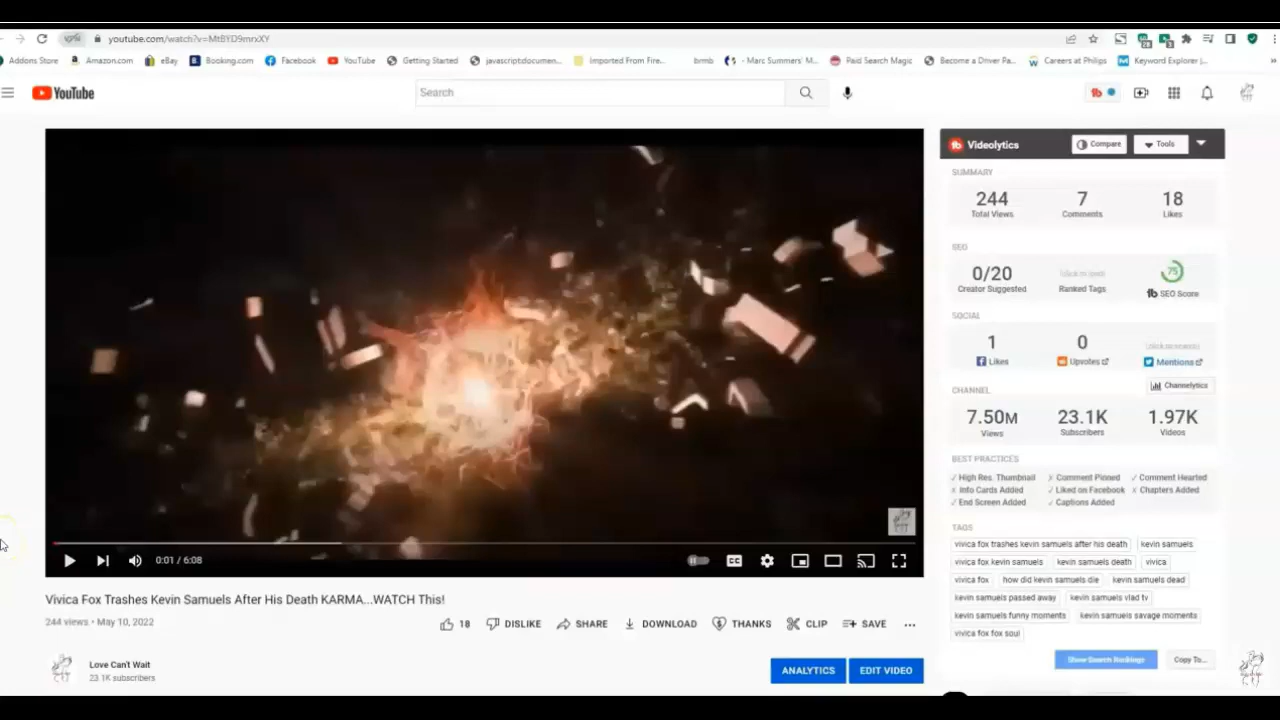 youtube.com/watch?v=MtBYD9mrxXY
Addons Store Amazon.com eBay Booking.com Facebook YouTube Getting Started javascript:documen... Imported From Fire... brmb - Marc Summers' M... Paid Search Magic Become a Driver Pa... Careers at Philips Keyword Explorer |...
YouTube
Search
Videolytics Compare Tools
SUMMARY
244 7 18
Total Views Comments Likes
SEO
0/20 75
Creator Suggested Ranked Tags SEO Score
SOCIAL
1 0
Likes Upvotes Mentions
CHANNEL Channelytics
7.50M 23.1K 1.97K
Views Subscribers Videos
BEST PRACTICES
High Res. Thumbnail Comment Pinned Comment Hearted
Info Cards Added Liked on Facebook Chapters Added
End Screen Added Captions Added
TAGS
vivica fox trashes kevin samuels after his death kevin samuels
vivica fox kevin samuels kevin samuels death vivica
vivica fox how did kevin samuels die kevin samuels dead
kevin samuels passed away kevin samuels vlad tv
kevin samuels funny moments kevin samuels savage moments
vivica fox fox soul
Show Search Rankings Copy To...
0:01 / 6:08
Vivica Fox Trashes Kevin Samuels After His Death KARMA...WATCH This!
244 views • May 10, 2022
18 DISLIKE SHARE DOWNLOAD THANKS CLIP SAVE ...
Love Can't Wait
23.1K subscribers
ANALYTICS EDIT VIDEO